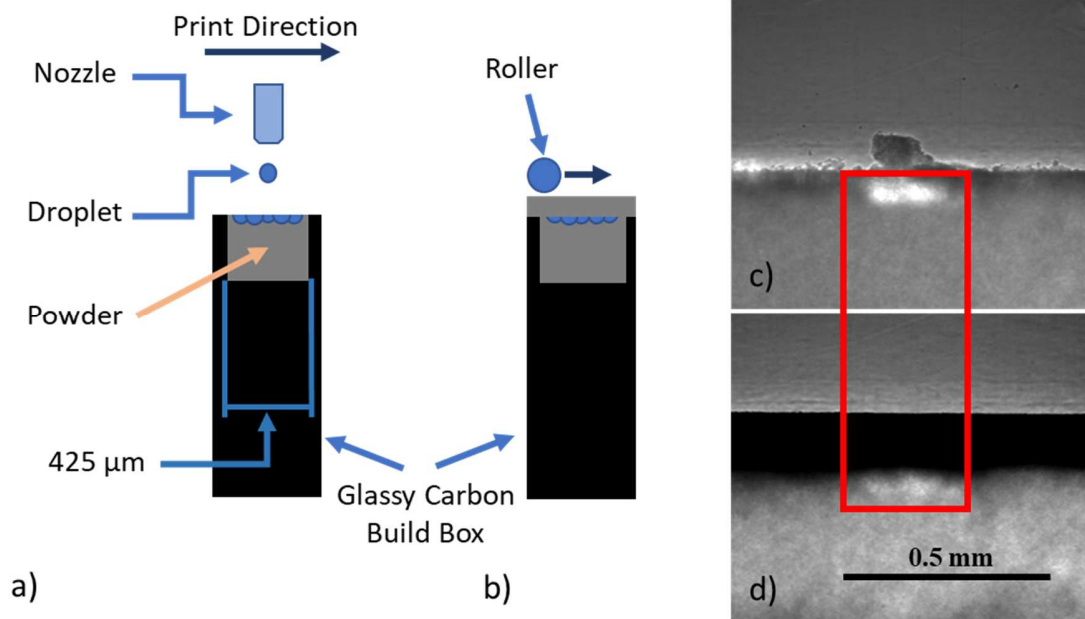 Print Direction
Nozzle
Droplet
Powder
425 µm
a)
Roller
Glassy Carbon
Build Box
b)
c)
0.5 mm
d)